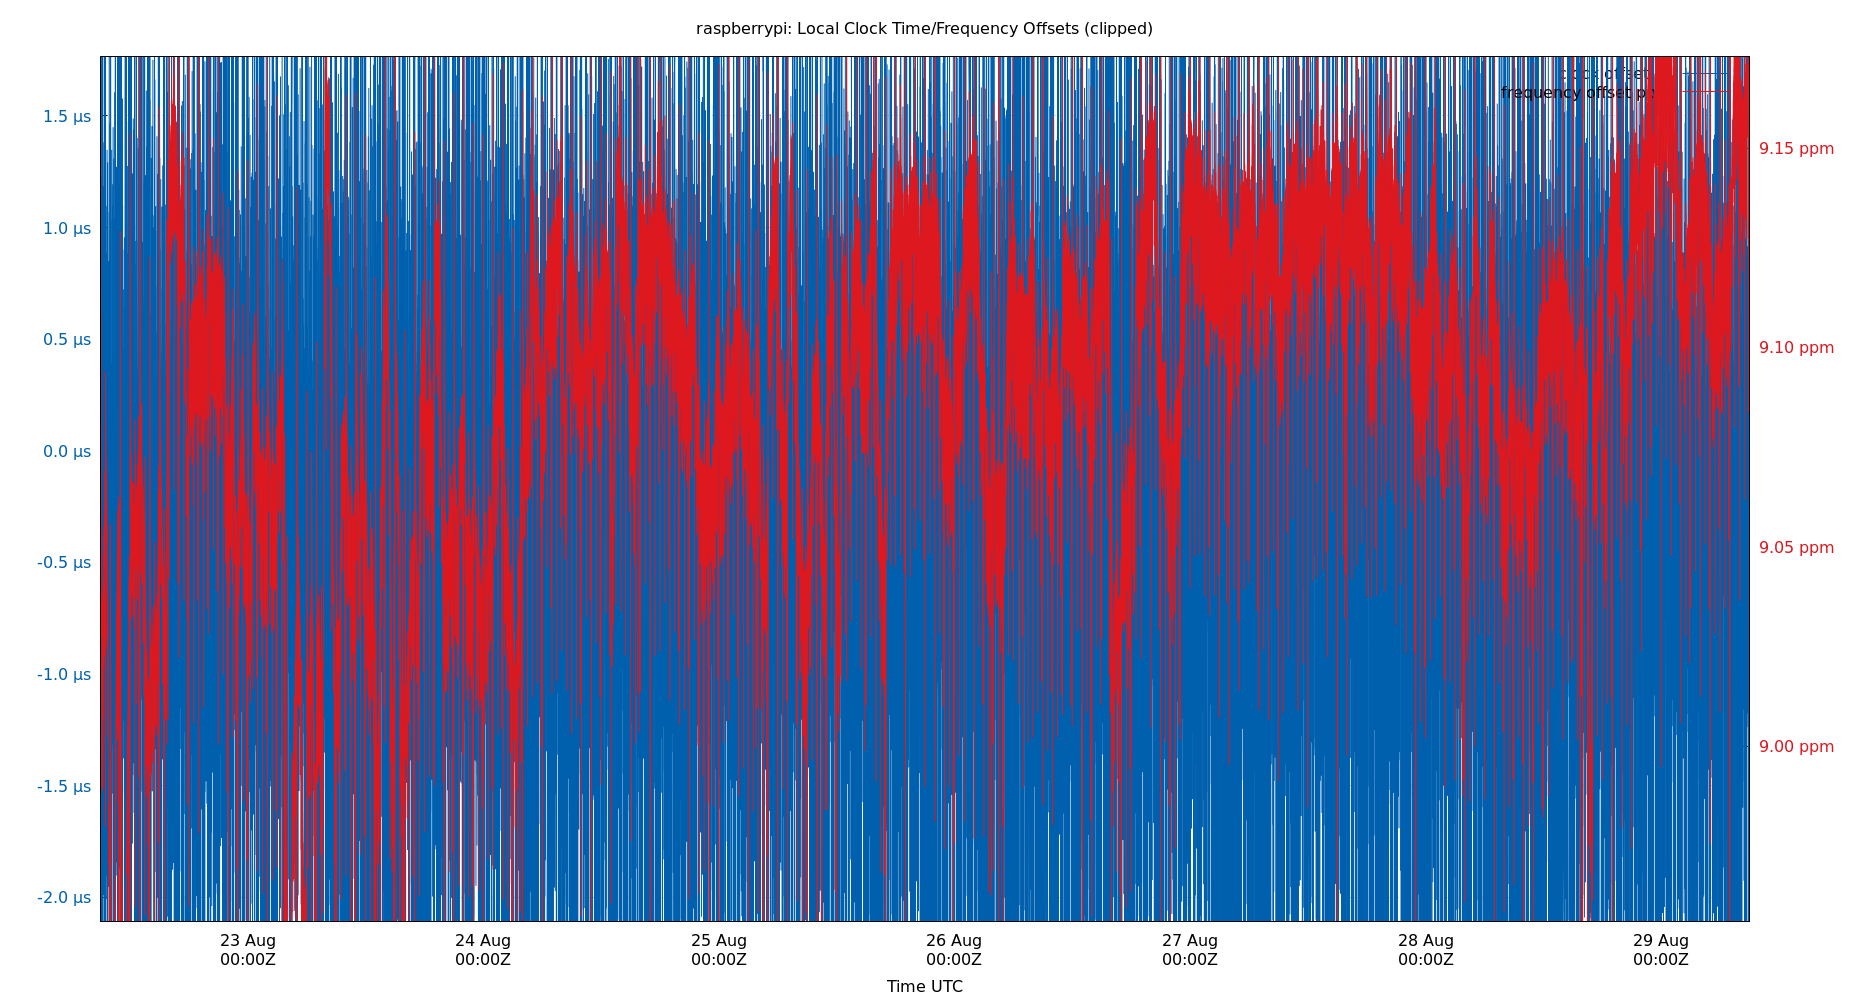 raspberrypi: Local Clock Time/Frequency Offsets (clipped)
clock offset
frequency offset
1.5 µs
1.0 µs
0.5 µs
0.0 µs
-0.5 µs
-1.0 µs
-1.5 µs
-2.0 µs
9.15 ppm
9.10 ppm
9.05 ppm
9.00 ppm
23 Aug
00:00Z
24 Aug
00:00Z
25 Aug
00:00Z
26 Aug
00:00Z
27 Aug
00:00Z
28 Aug
00:00Z
29 Aug
00:00Z
Time UTC